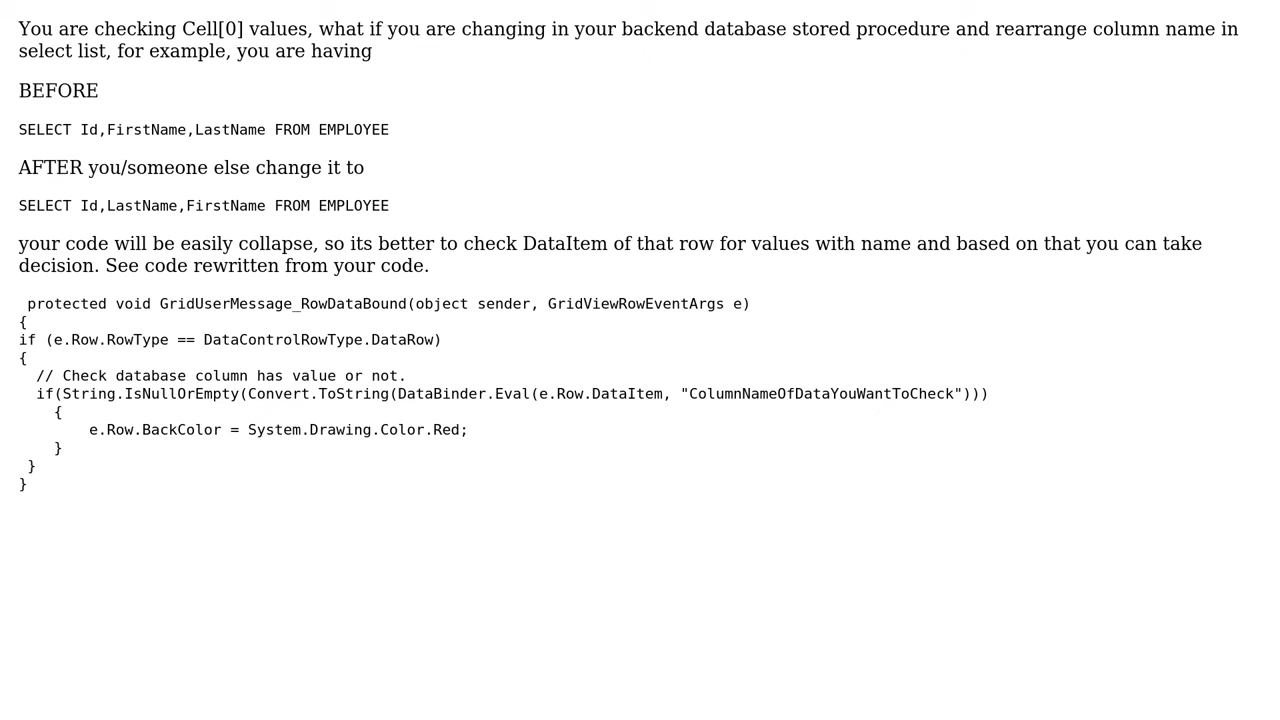 You are checking Cell[0] values, what if you are changing in your backend database stored procedure and rearrange column name in
select list, for example, you are having
BEFORE
SELECT Id,FirstName,LastName FROM EMPLOYEE
AFTER you/someone else change it to
SELECT Id,LastName,FirstName FROM EMPLOYEE
your code will be easily collapse, so its better to check DataItem of that row for values with name and based on that you can take
decision. See code rewritten from your code.
 protected void GridUserMessage_RowDataBound(object sender, GridViewRowEventArgs e)
{
if (e.Row.RowType == DataControlRowType.DataRow)
{
  // Check database column has value or not.
  if(String.IsNullOrEmpty(Convert.ToString(DataBinder.Eval(e.Row.DataItem, "ColumnNameOfDataYouWantToCheck")))
    {
        e.Row.BackColor = System.Drawing.Color.Red;
    }
 }
}